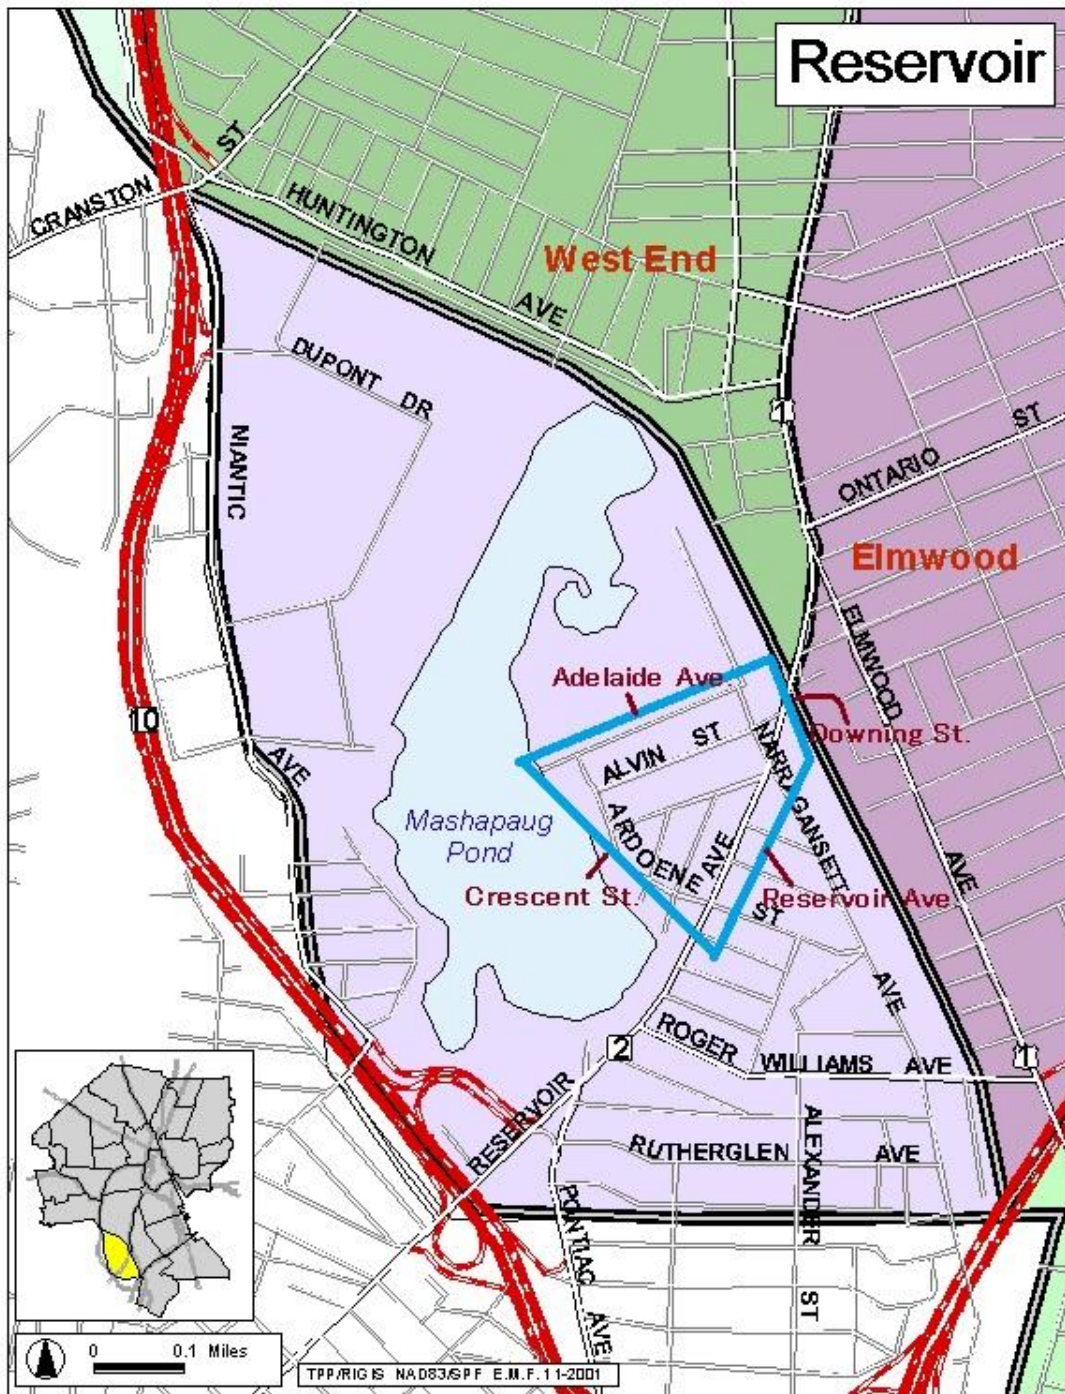 Reservoir
CRANSTON ST
HUNTINGTON AVE
West End
DUPONT DR
1
ONTARIO ST
NIANTIC AVE
Elmwood
ELMWOOD AVE
Adelaide Ave.
10
Downing St.
ALVIN ST
NARRAGANSETT AVE
Mashapaug
Pond
ARDOENE ST
AVE
Crescent St.
Reservoir Ave
2
ROGER WILLIAMS AVE
1
RESERVOIR
RUTHERGLEN AVE
ALEXANDER ST
PONTIAC AVE
0 0.1 Miles
TPP/RIGIS NAD83/SPF E.M.F. 11-2001